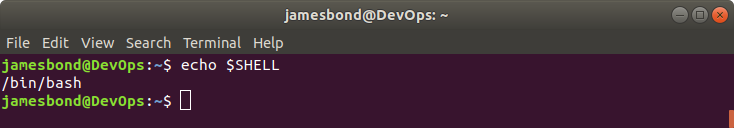 jamesbond@DevOps: ~
File Edit View Search Terminal Help
jamesbond@DevOps:~$ echo $SHELL
/bin/bash
jamesbond@DevOps:~$